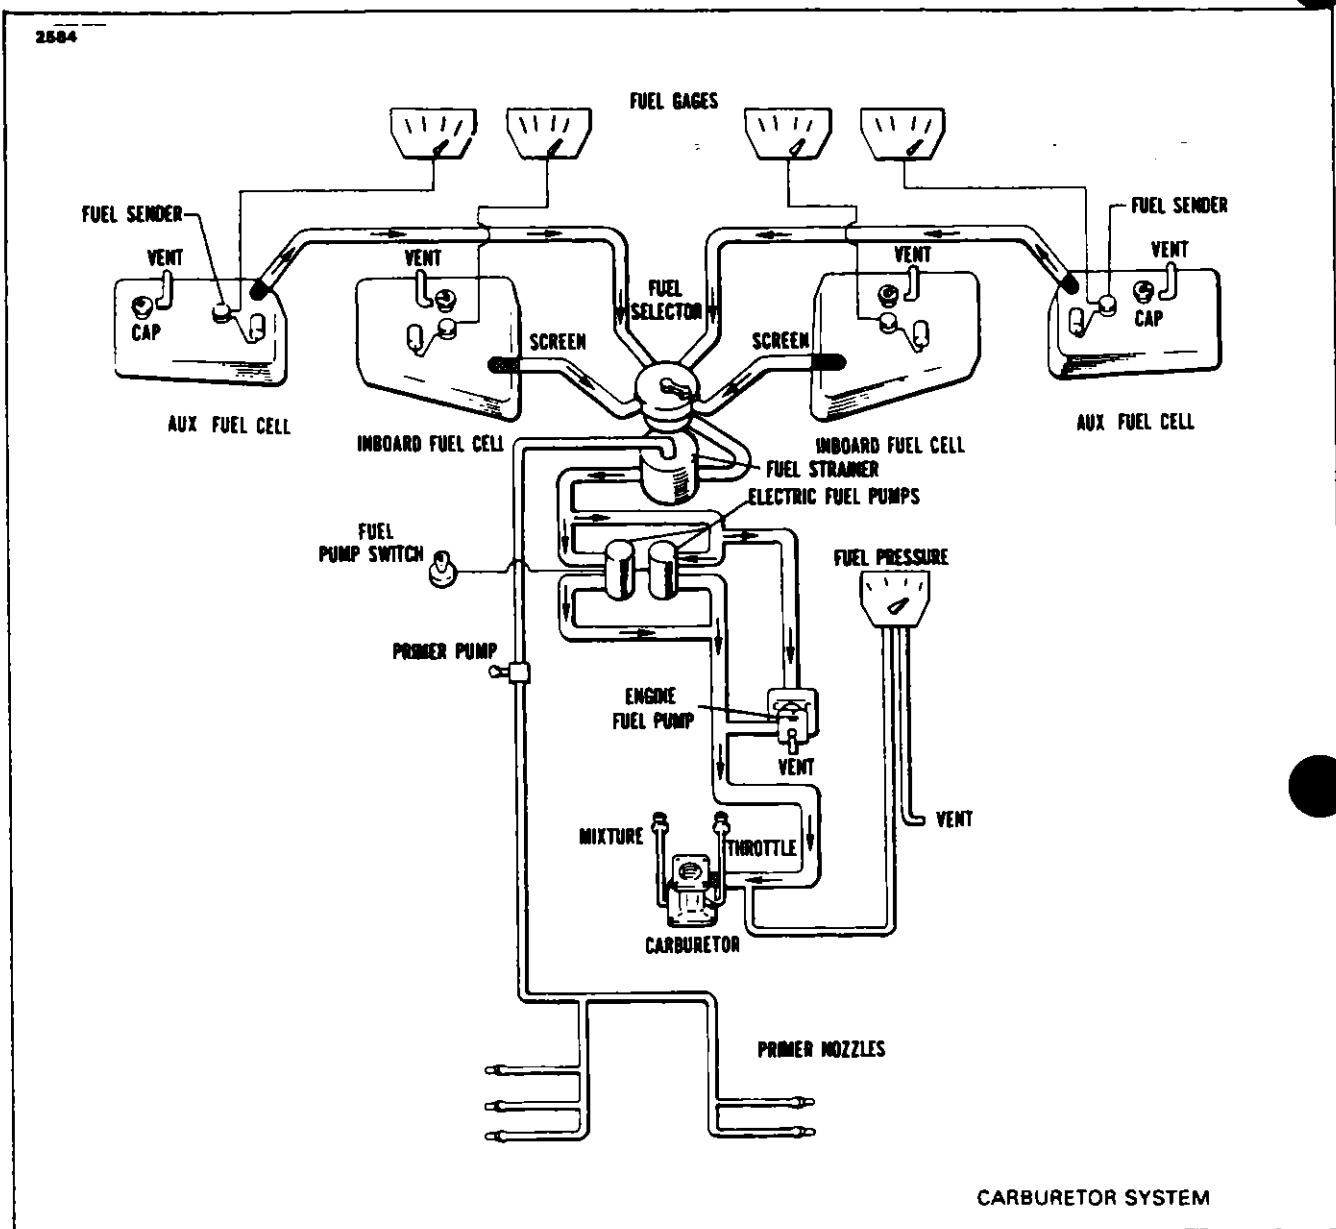 2584
FUEL GAGES
FUEL SENDER
FUEL SENDER
VENT
VENT
VENT
VENT
FUEL
SELECTOR
CAP
CAP
SCREEN
SCREEN
AUX FUEL CELL
INBOARD FUEL CELL
INBOARD FUEL CELL
AUX FUEL CELL
FUEL STRAINER
ELECTRIC FUEL PUMPS
FUEL
PUMP SWITCH
FUEL PRESSURE
PRIMER PUMP
ENGINE
FUEL PUMP
VENT
VENT
MIXTURE
THROTTLE
CARBURETOR
PRIMER NOZZLES
CARBURETOR SYSTEM